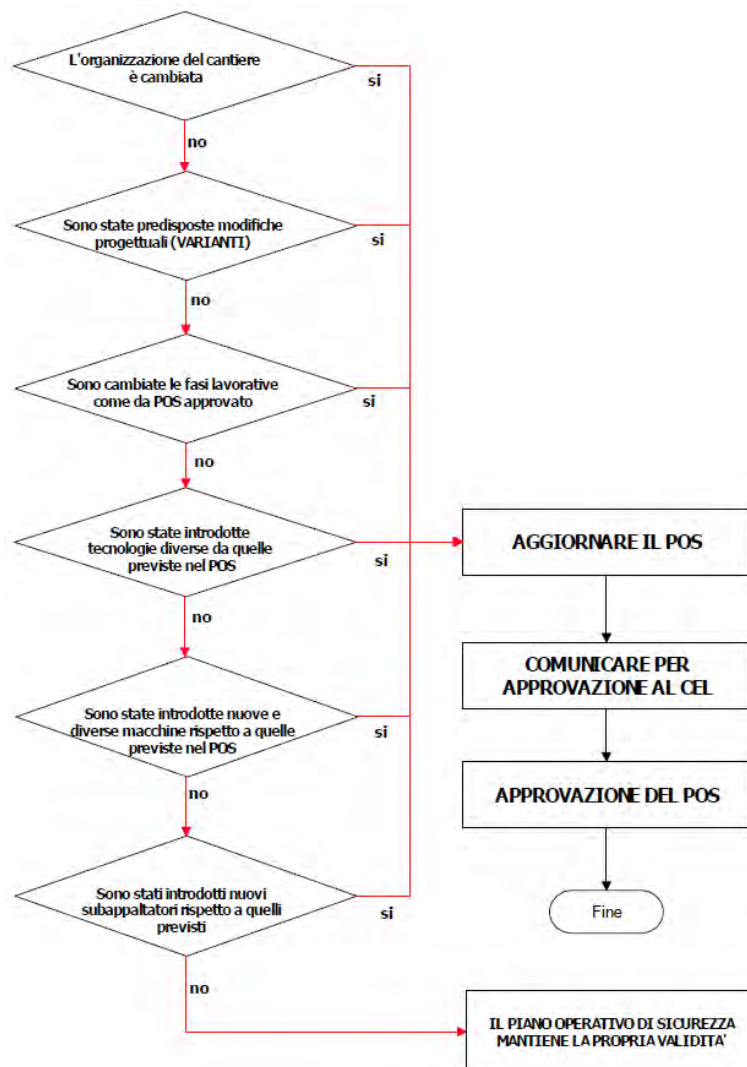 L'organizzazione del cantiere
è cambiata
si
no
Sono state predisposte modifiche
progettuali (VARIANTI)
si
no
Sono cambiate le fasi lavorative
come da POS approvato
si
no
Sono state introdotte
tecnologie diverse da quelle
previste nel POS
si
AGGIORNARE IL POS
no
COMUNICARE PER
APPROVAZIONE AL CEL
Sono state introdotte nuove e
diverse macchine rispetto a quelle
previste nel POS
si
APPROVAZIONE DEL POS
no
Sono stati introdotti nuovi
subappaltatori rispetto a quelli
previsti
si
Fine
no
IL PIANO OPERATIVO DI SICUREZZA
MANTIENE LA PROPRIA VALIDITA'